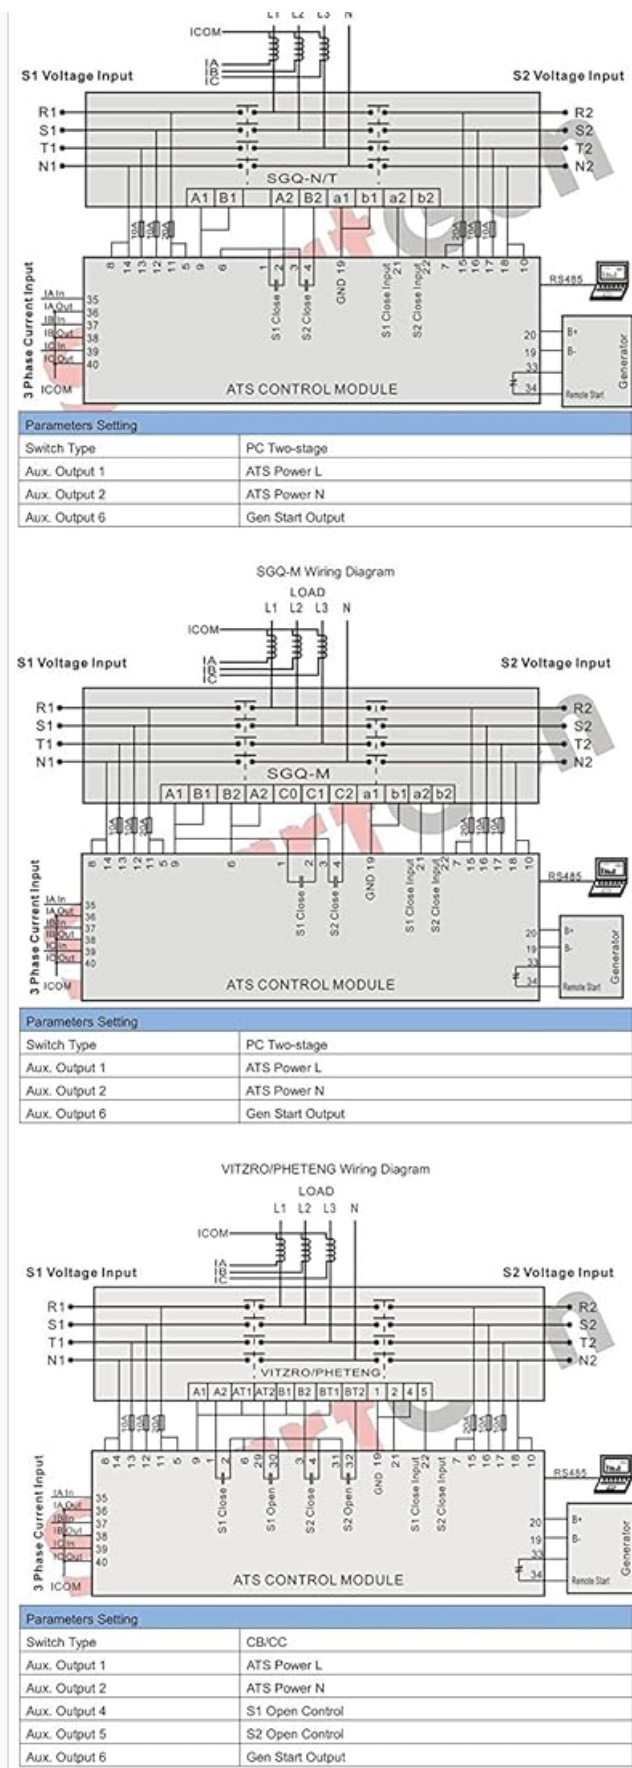 L1 L2 L3 N
ICOM
IA
IB
IC
S1 Voltage Input
S2 Voltage Input
R1
R2
S1
S2
T1
T2
N1
N2
SGQ-N/T
A1 B1 A2 B2 a1 b1 a2 b2
10A 10A 20A
20A 10A 10A
8 14 13 12 11 5 9 6 1 2 3 4 19 21 22 7 15 16 17 18 10
S1 Close
S2 Close
GND
S1 Close Input
S2 Close Input
RS485
3 Phase Current Input
IA In 35
IA Out 36
IB In 37
IB Out 38
IC In 39
IC Out 40
ICOM
20 B+
19 B-
33
34 Remote Start
Generator
ATS CONTROL MODULE
Parameters Setting
Switch Type PC Two-stage
Aux. Output 1 ATS Power L
Aux. Output 2 ATS Power N
Aux. Output 6 Gen Start Output
SGQ-M Wiring Diagram
LOAD
L1 L2 L3 N
ICOM
IA
IB
IC
S1 Voltage Input
S2 Voltage Input
R1
R2
S1
S2
T1
T2
N1
N2
SGQ-M
A1 B1 B2 A2 C0 C1 C2 a1 b1 a2 b2
10A 10A 20A
20A 10A 10A
8 14 13 12 11 5 9 6 1 2 3 4 19 21 22 7 15 16 17 18 10
S1 Close
S2 Close
GND
S1 Close Input
S2 Close Input
RS485
3 Phase Current Input
IA In 35
IA Out 36
IB In 37
IB Out 38
IC In 39
IC Out 40
ICOM
20 B+
19 B-
33
34 Remote Start
Generator
ATS CONTROL MODULE
Parameters Setting
Switch Type PC Two-stage
Aux. Output 1 ATS Power L
Aux. Output 2 ATS Power N
Aux. Output 6 Gen Start Output
VITZRO/PHETENG Wiring Diagram
LOAD
L1 L2 L3 N
ICOM
IA
IB
IC
S1 Voltage Input
S2 Voltage Input
R1
R2
S1
S2
T1
T2
N1
N2
VITZRO/PHETENG
A1 A2 AT1 AT2 B1 B2 BT1 BT2 1 2 4 5
10A 10A 20A
20A 10A 10A
8 14 13 12 11 5 9 1 2 6 29 30 3 4 31 32 19 21 22 7 15 16 17 18 10
S1 Close
S1 Open
S2 Close
S2 Open
GND
S1 Close Input
S2 Close Input
RS485
3 Phase Current Input
IA In 35
IA Out 36
IB In 37
IB Out 38
IC In 39
IC Out 40
ICOM
20 B+
19 B-
33
34 Remote Start
Generator
ATS CONTROL MODULE
Parameters Setting
Switch Type CB/CC
Aux. Output 1 ATS Power L
Aux. Output 2 ATS Power N
Aux. Output 4 S1 Open Control
Aux. Output 5 S2 Open Control
Aux. Output 6 Gen Start Output